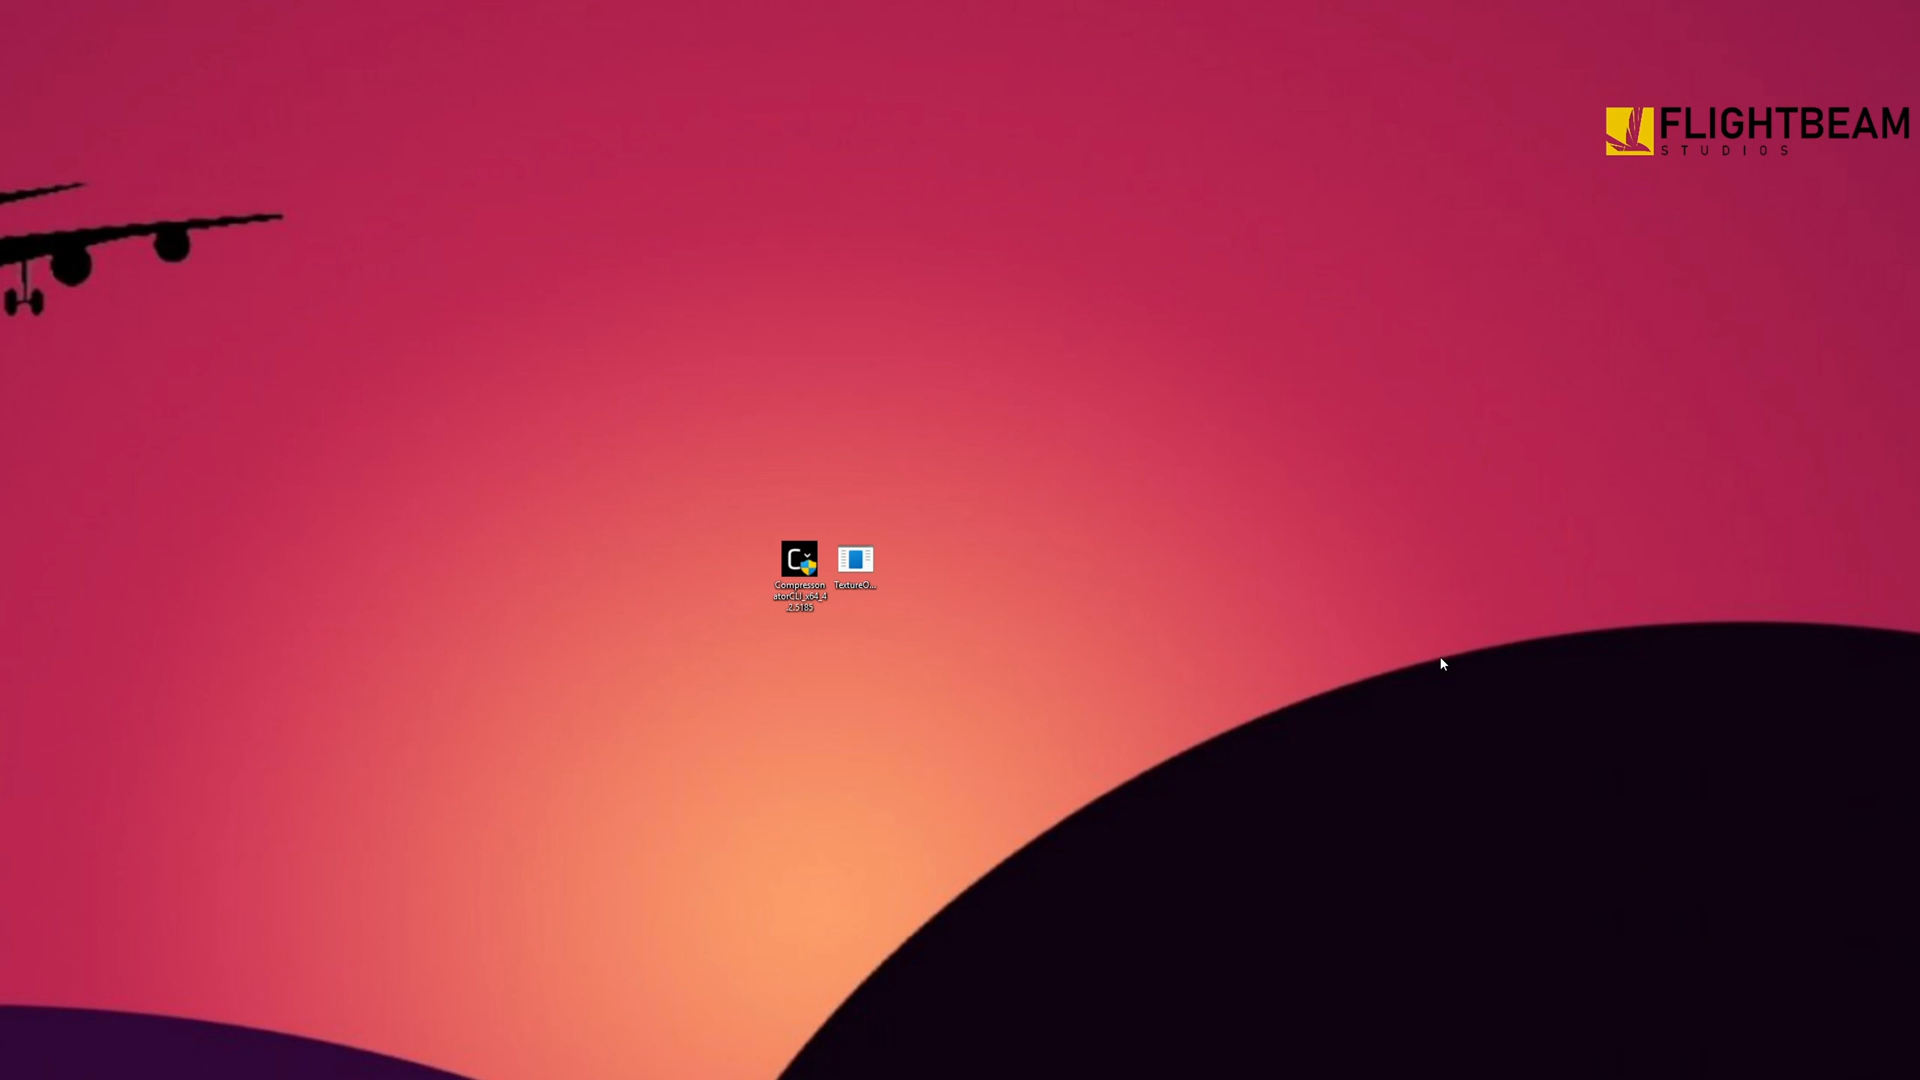 FLIGHTBEAM
STUDIOS
Compresson
atorCLI_x64_4
.2.5185
TextureO...